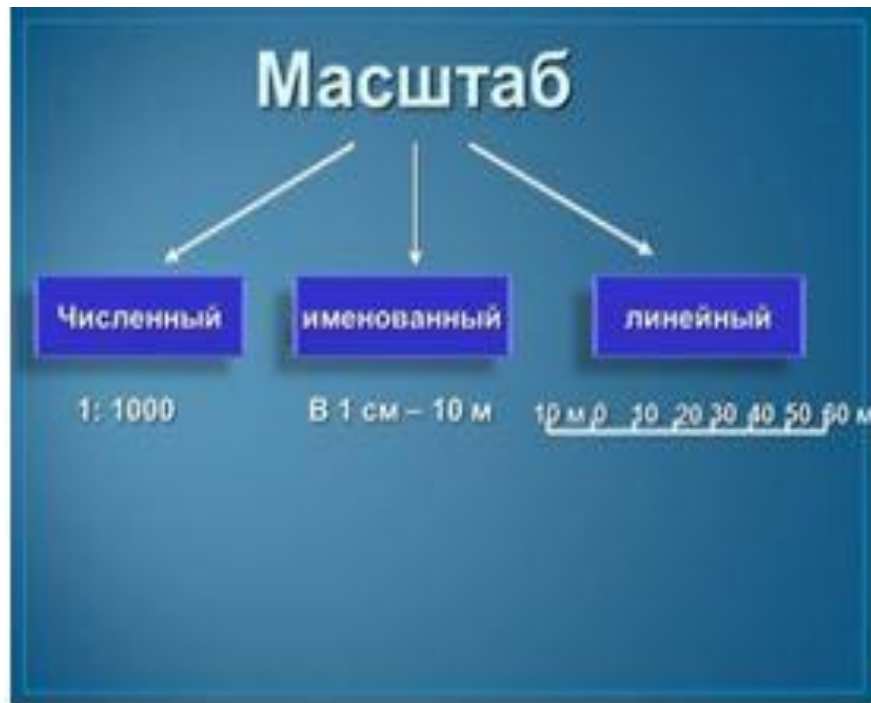 Масштаб
Численный
именованный
линейный
1: 1000
В 1 см – 10 м
10 м 0 10 20 30 40 50 60 м